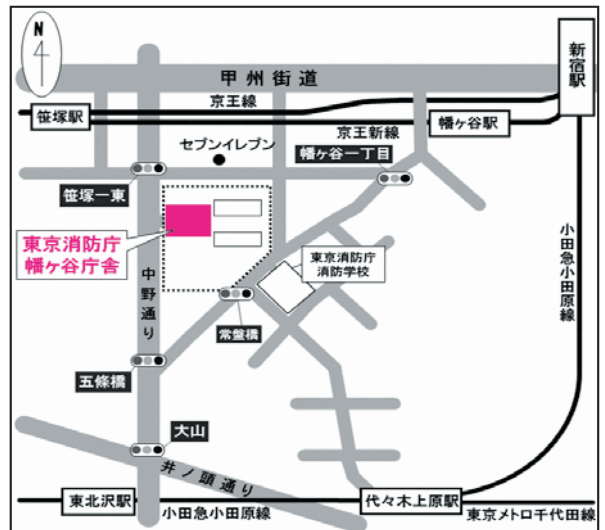 N
新宿駅
甲州街道
京王線
笹塚駅
京王新線
幡ヶ谷駅
セブンイレブン
幡ヶ谷一丁目
笹塚一東
東京消防庁
幡ヶ谷庁舎
東京消防庁
消防学校
小田急小田原線
中野通り
常盤橋
五條橋
大山
井ノ頭通り
東北沢駅
小田急小田原線
代々木上原駅
東京メトロ千代田線